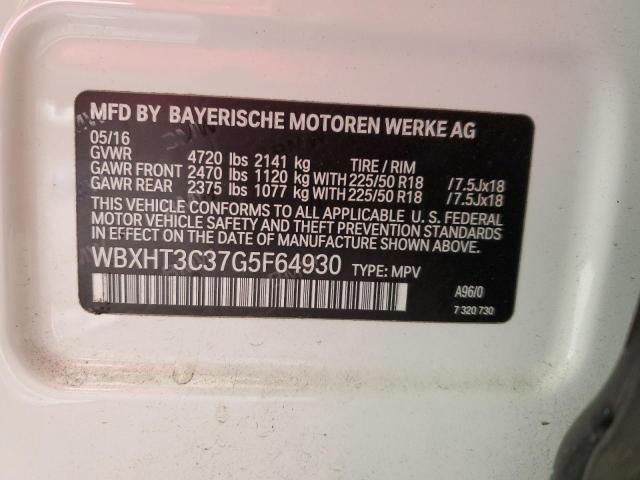 MFD BY BAYERISCHE MOTOREN WERKE AG
05/16
GVWR 4720 lbs 2141 kg TIRE / RIM
GAWR FRONT 2470 lbs 1120 kg WITH 225/50 R18 / 7.5Jx18
GAWR REAR 2375 lbs 1077 kg WITH 225/50 R18 / 7.5Jx18
THIS VEHICLE CONFORMS TO ALL APPLICABLE U. S. FEDERAL
MOTOR VEHICLE SAFETY AND THEFT PREVENTION STANDARDS
IN EFFECT ON THE DATE OF MANUFACTURE SHOWN ABOVE.
WBXHT3C37G5F64930 TYPE: MPV
A96/0
7 320 730